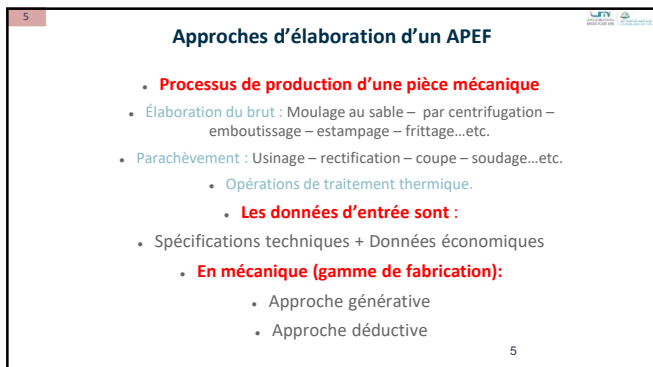 5
Approches d’élaboration d’un APEF
• Processus de production d’une pièce mécanique
• Élaboration du brut : Moulage au sable – par centrifugation –
emboutissage – estampage – frittage…etc.
• Parachèvement : Usinage – rectification – coupe – soudage…etc.
• Opérations de traitement thermique.
• Les données d’entrée sont :
• Spécifications techniques + Données économiques
• En mécanique (gamme de fabrication):
• Approche générative
• Approche déductive
5